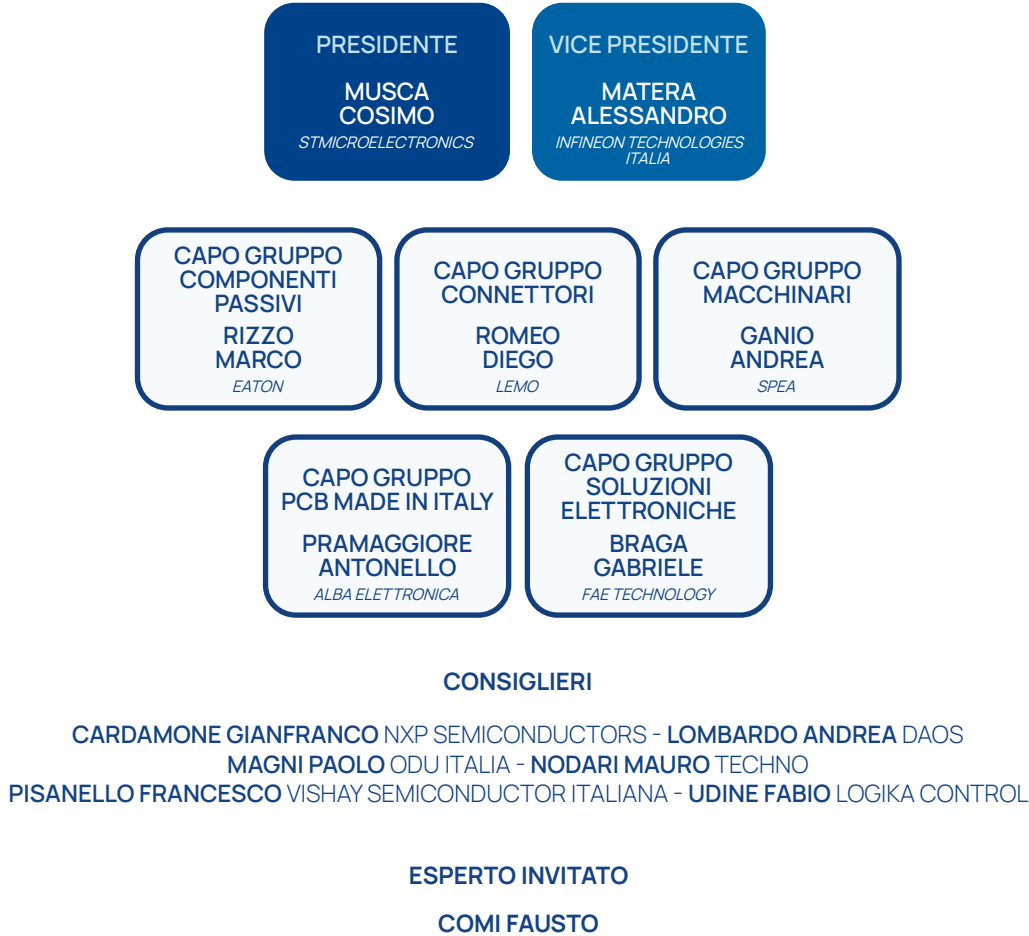 PRESIDENTE
MUSCA
COSIMO
STMICROELECTRONICS
VICE PRESIDENTE
MATERA
ALESSANDRO
INFINEON TECHNOLOGIES
ITALIA
CAPO GRUPPO
COMPONENTI
PASSIVI
RIZZO
MARCO
EATON
CAPO GRUPPO
CONNETTORI
ROMEO
DIEGO
LEMO
CAPO GRUPPO
MACCHINARI
GANIO
ANDREA
SPEA
CAPO GRUPPO
PCB MADE IN ITALY
PRAMAGGIORE
ANTONELLO
ALBA ELETTRONICA
CAPO GRUPPO
SOLUZIONI
ELETTRONICHE
BRAGA
GABRIELE
FAE TECHNOLOGY
CONSIGLIERI
CARDAMONE GIANFRANCO NXP SEMICONDUCTORS - LOMBARDO ANDREA DAOS
MAGNI PAOLO ODU ITALIA - NODARI MAURO TECHNO
PISANELLO FRANCESCO VISHAY SEMICONDUCTOR ITALIANA - UDINE FABIO LOGIKA CONTROL
ESPERTO INVITATO
COMI FAUSTO